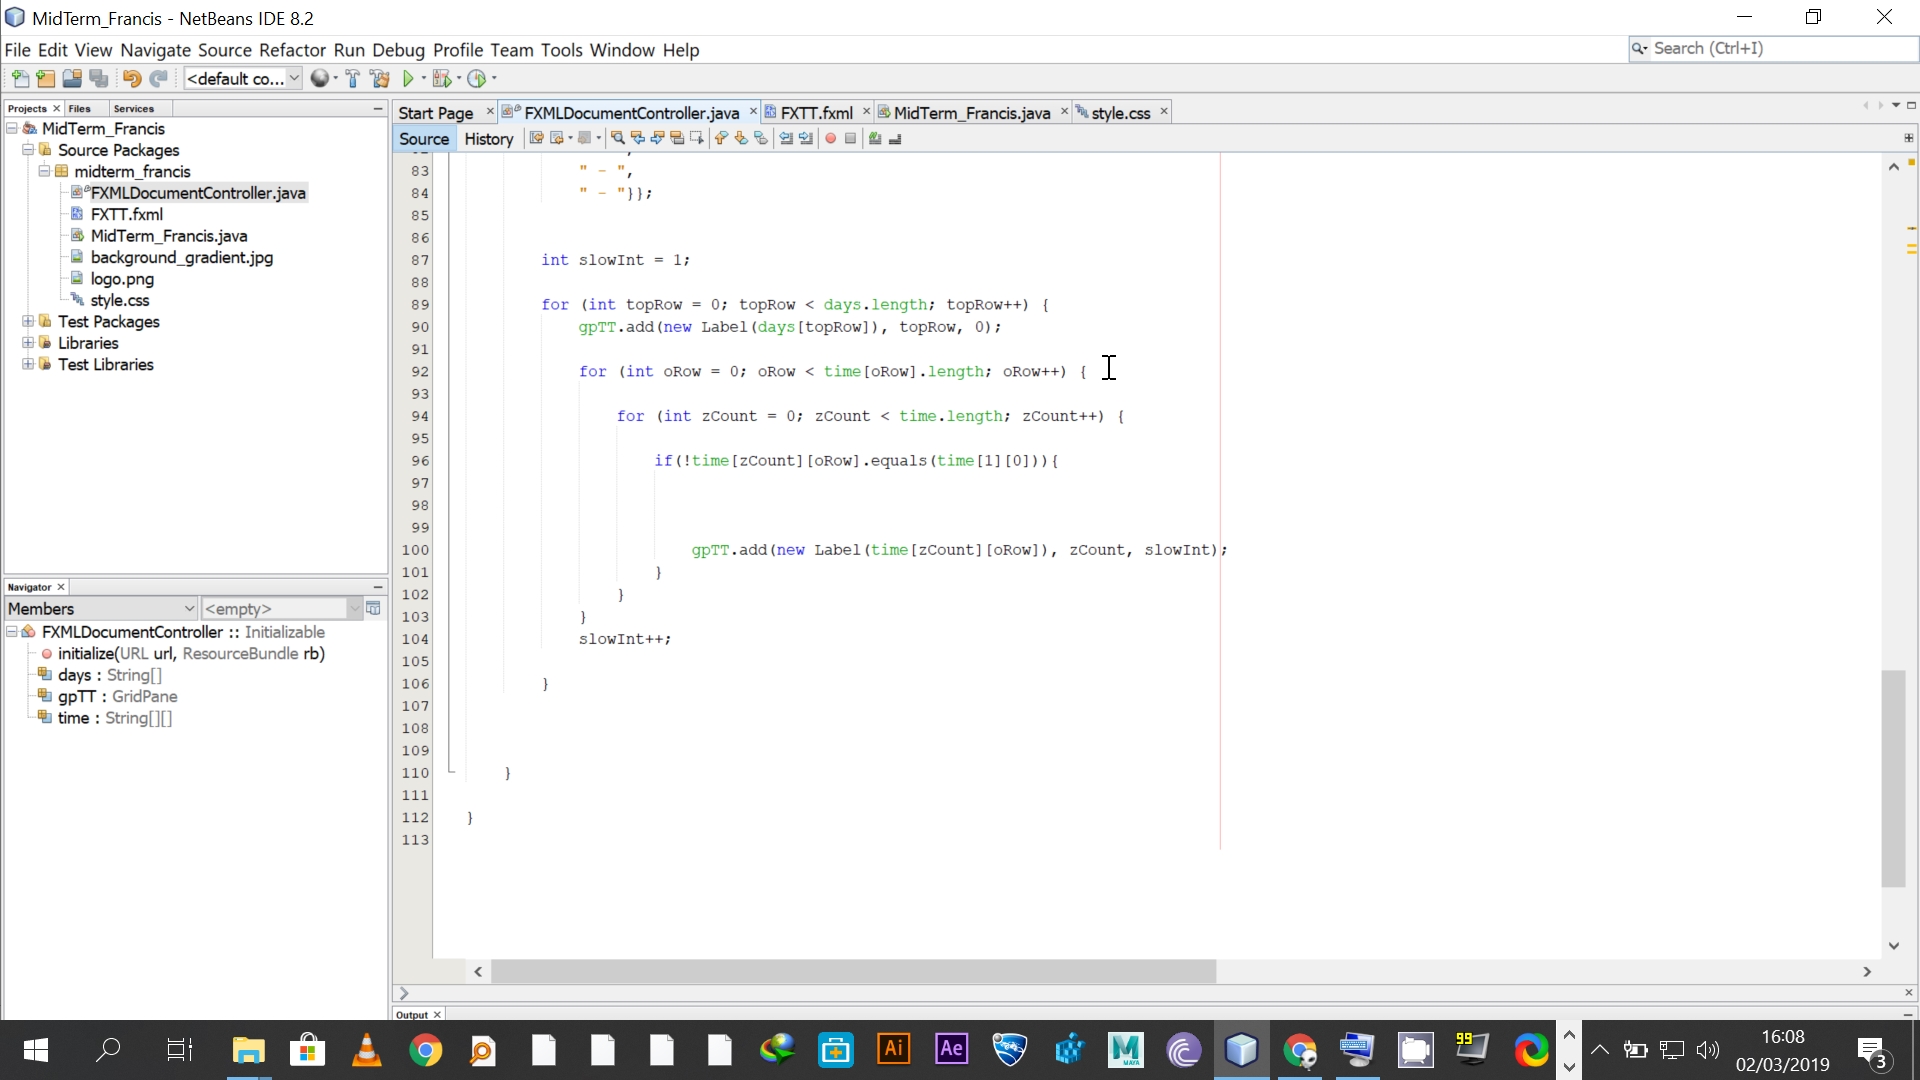 MidTerm_Francis - NetBeans IDE 8.2
File Edit View Navigate Source Refactor Run Debug Profile Team Tools Window Help
Search (Ctrl+I)
<default co...
Projects Files Services
Start Page FXMLDocumentController.java FXTT.fxml MidTerm_Francis.java style.css
Source History
MidTerm_Francis
Source Packages
midterm_francis
FXMLDocumentController.java
FXTT.fxml
MidTerm_Francis.java
background_gradient.jpg
logo.png
style.css
Test Packages
Libraries
Test Libraries
Navigator
Members <empty>
FXMLDocumentController :: Initializable
initialize(URL url, ResourceBundle rb)
days : String[]
gpTT : GridPane
time : String[][]
83 " - ",
84 " - "}};
85
86
87 int slowInt = 1;
88
89 for (int topRow = 0; topRow < days.length; topRow++) {
90 gpTT.add(new Label(days[topRow]), topRow, 0);
91
92 for (int oRow = 0; oRow < time[oRow].length; oRow++) {
93
94 for (int zCount = 0; zCount < time.length; zCount++) {
95
96 if(!time[zCount][oRow].equals(time[1][0])){
97
98
99
100 gpTT.add(new Label(time[zCount][oRow]), zCount, slowInt);
101 }
102 }
103 }
104 slowInt++;
105
106 }
107
108
109
110 }
111
112 }
113
Output
Ai
Ae
M
MAYA
99
16:08
02/03/2019
3